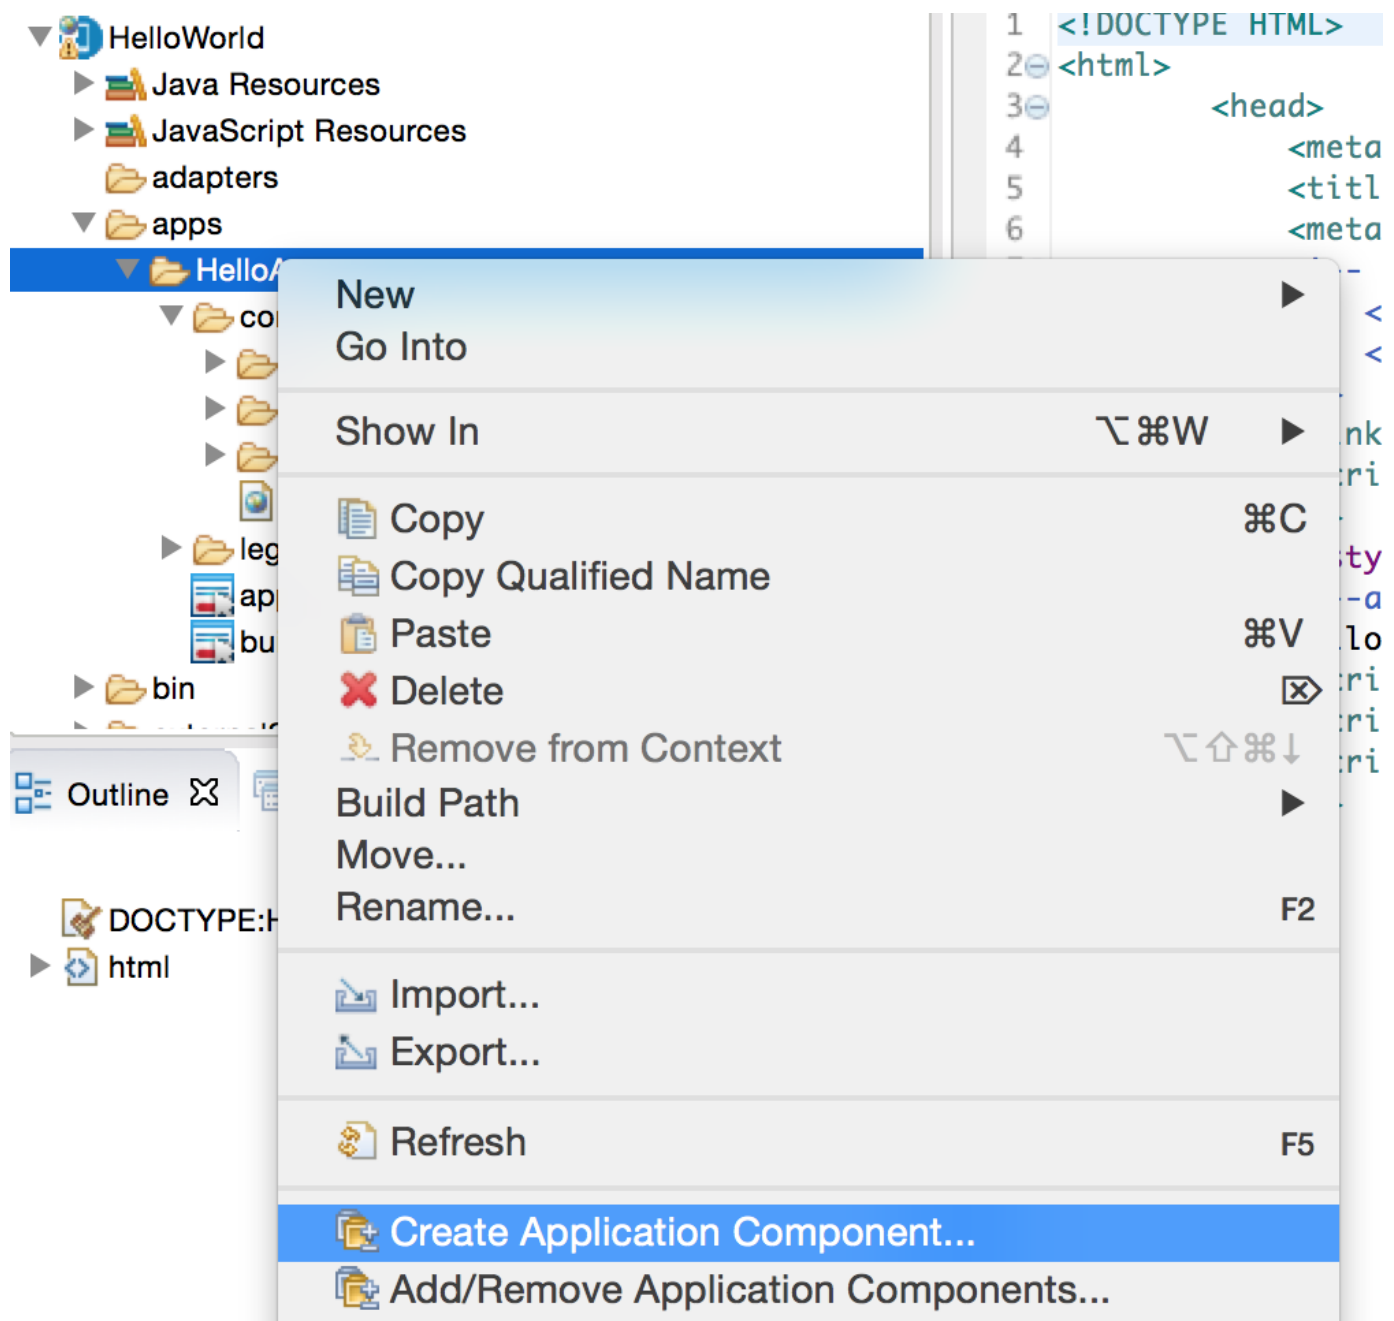 HelloWorld
Java Resources
JavaScript Resources
adapters
apps
bin
Outline
html
1 <!DOCTYPE HTML>
2 <html>
3 <head>
4 <meta
5 <titl
6 <meta
New
Go Into
Show In ⌥⌘W
Copy ⌘C
Copy Qualified Name
Paste ⌘V
Delete ⌦
Remove from Context ⌥⇧⌘↓
Build Path
Move...
Rename... F2
Import...
Export...
Refresh F5
Create Application Component...
Add/Remove Application Components...